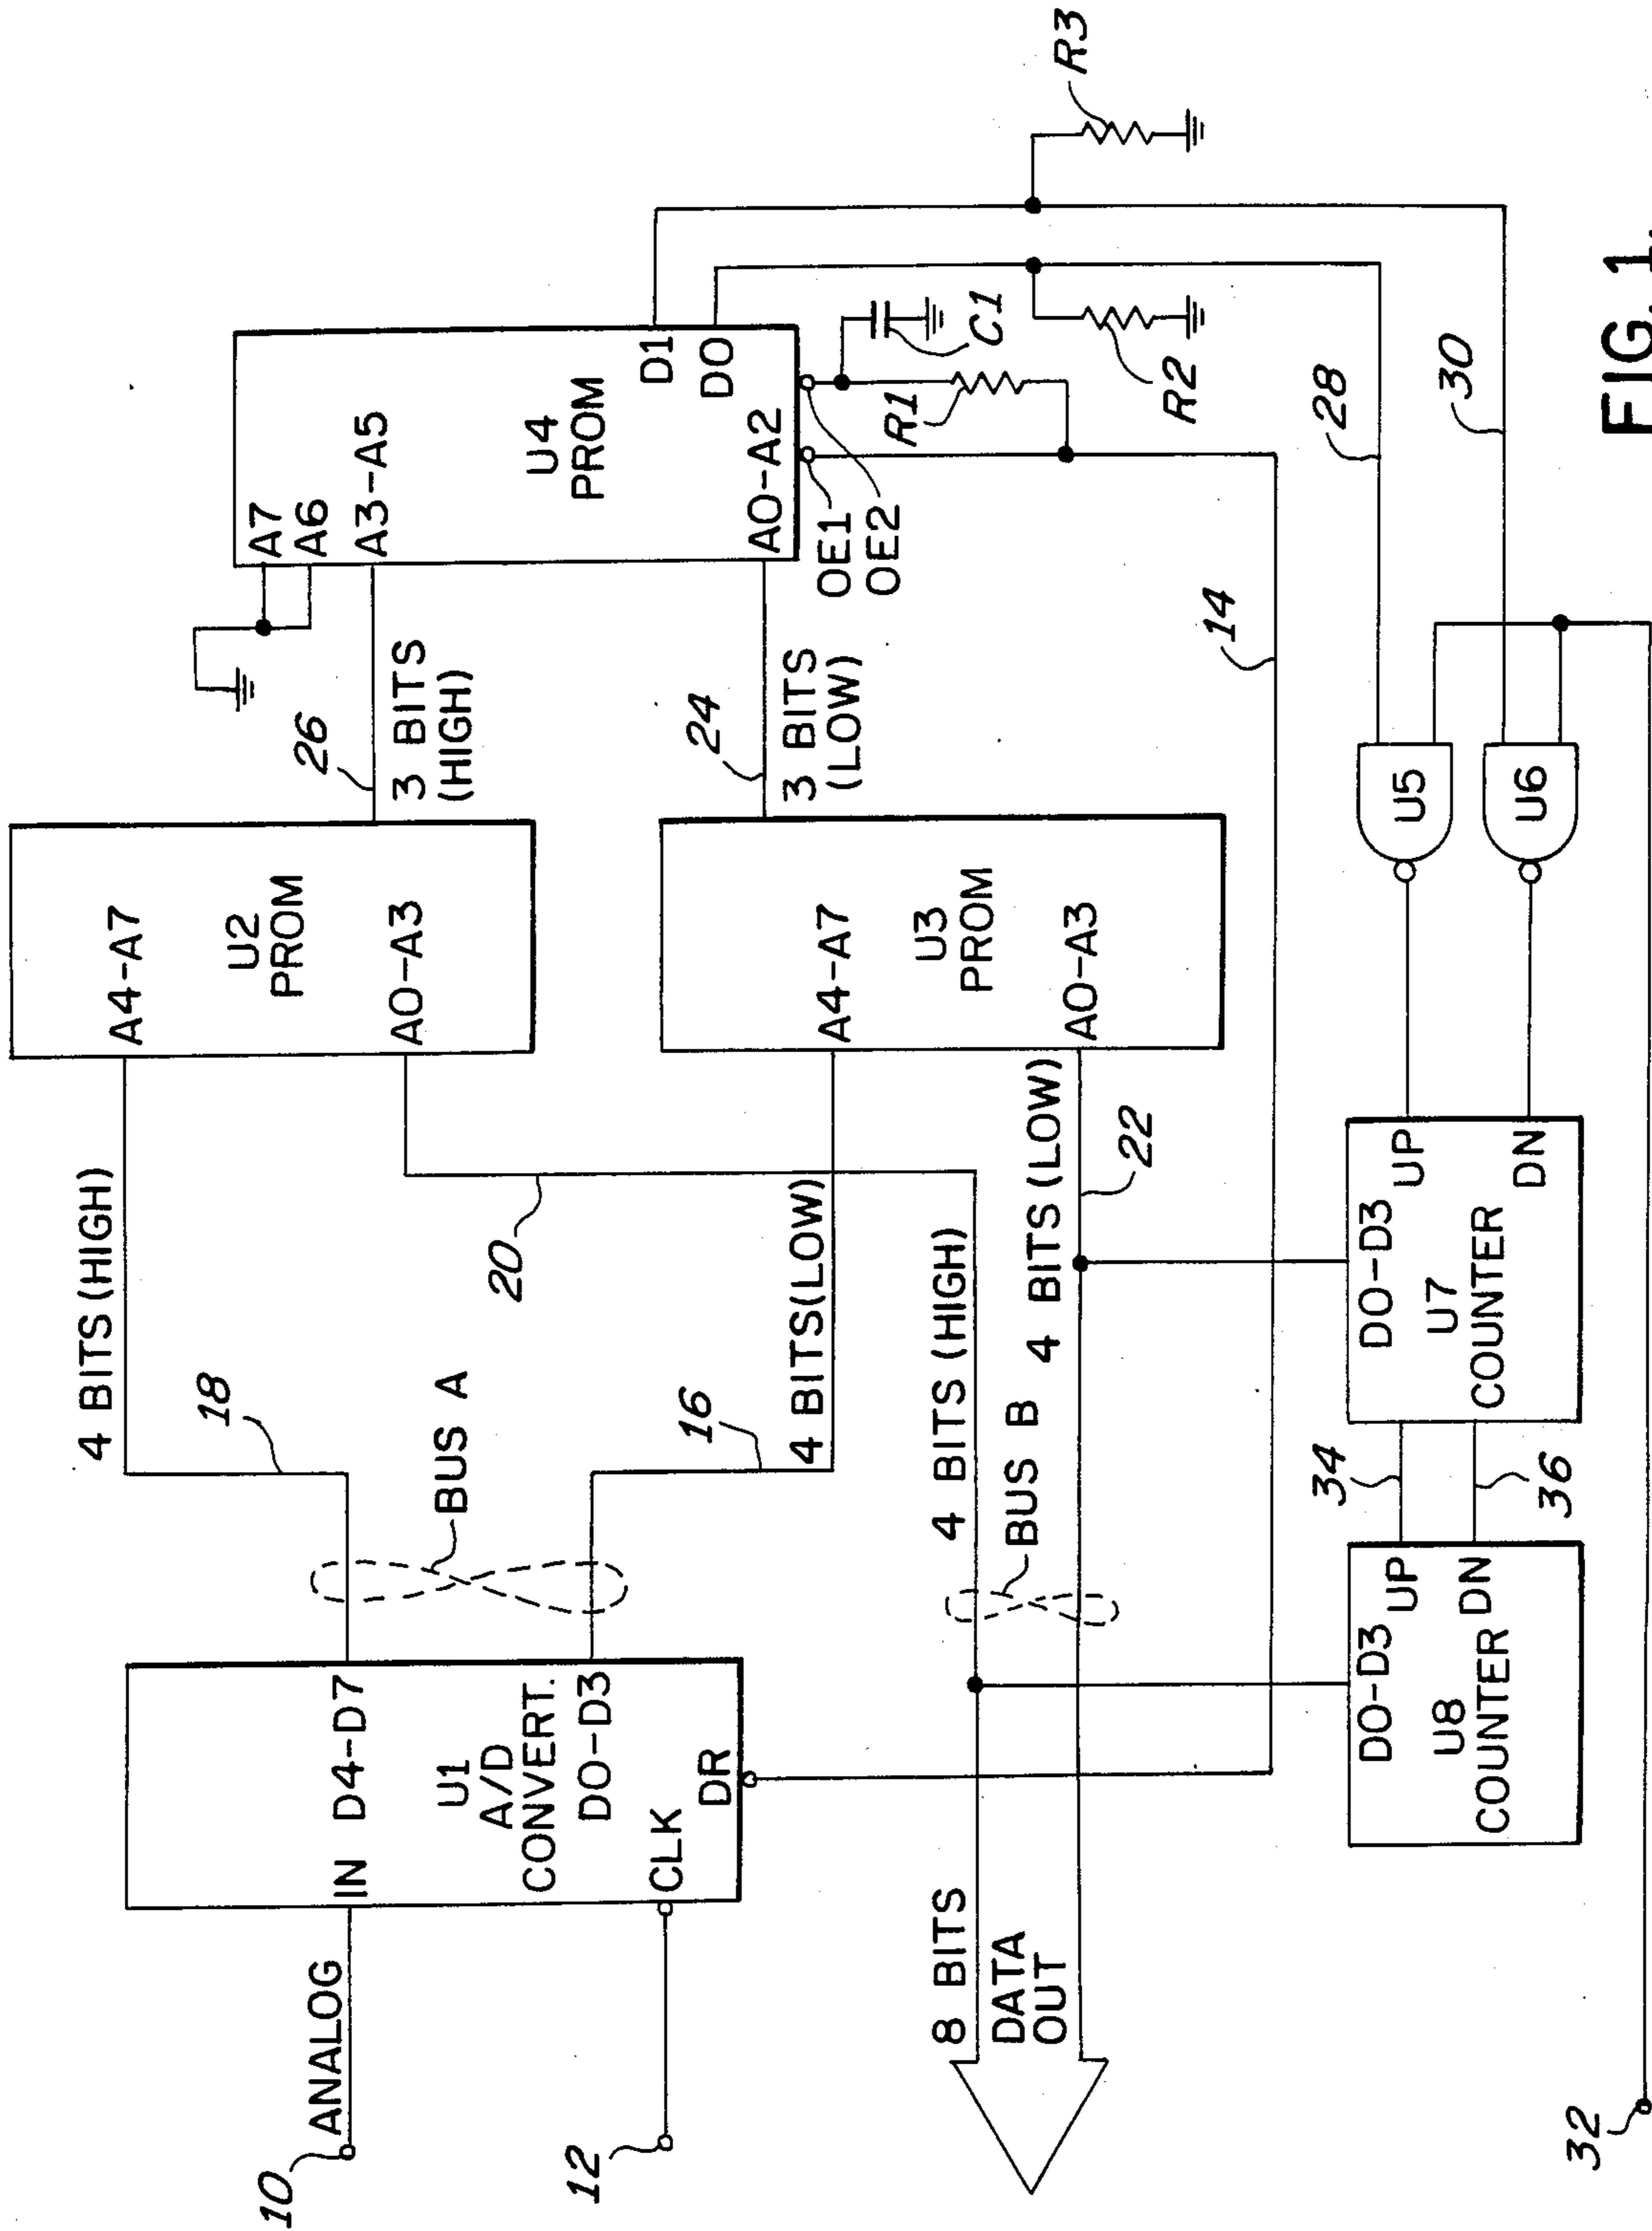 10
ANALOG
IN D4-D7
U1
A/D
CONVERT.
D0-D3
CLK
DR
12
18
4 BITS (HIGH)
BUS A
16
4 BITS(LOW)
A4-A7
U2
PROM
A0-A3
20
A4-A7
U3
PROM
A0-A3
26
3 BITS
(HIGH)
24
3 BITS
(LOW)
A7
A6
A3-A5
U4
PROM
D1
D0
A0-A2
OE1
OE2
R1
C1
R2
R3
8 BITS
DATA
OUT
4 BITS (HIGH)
BUS B
4 BITS (LOW)
22
14
28
30
D0-D3
UP
U8
COUNTER
DN
34
36
D0-D3
UP
U7
COUNTER
DN
U5
U6
32
FIG. 1.